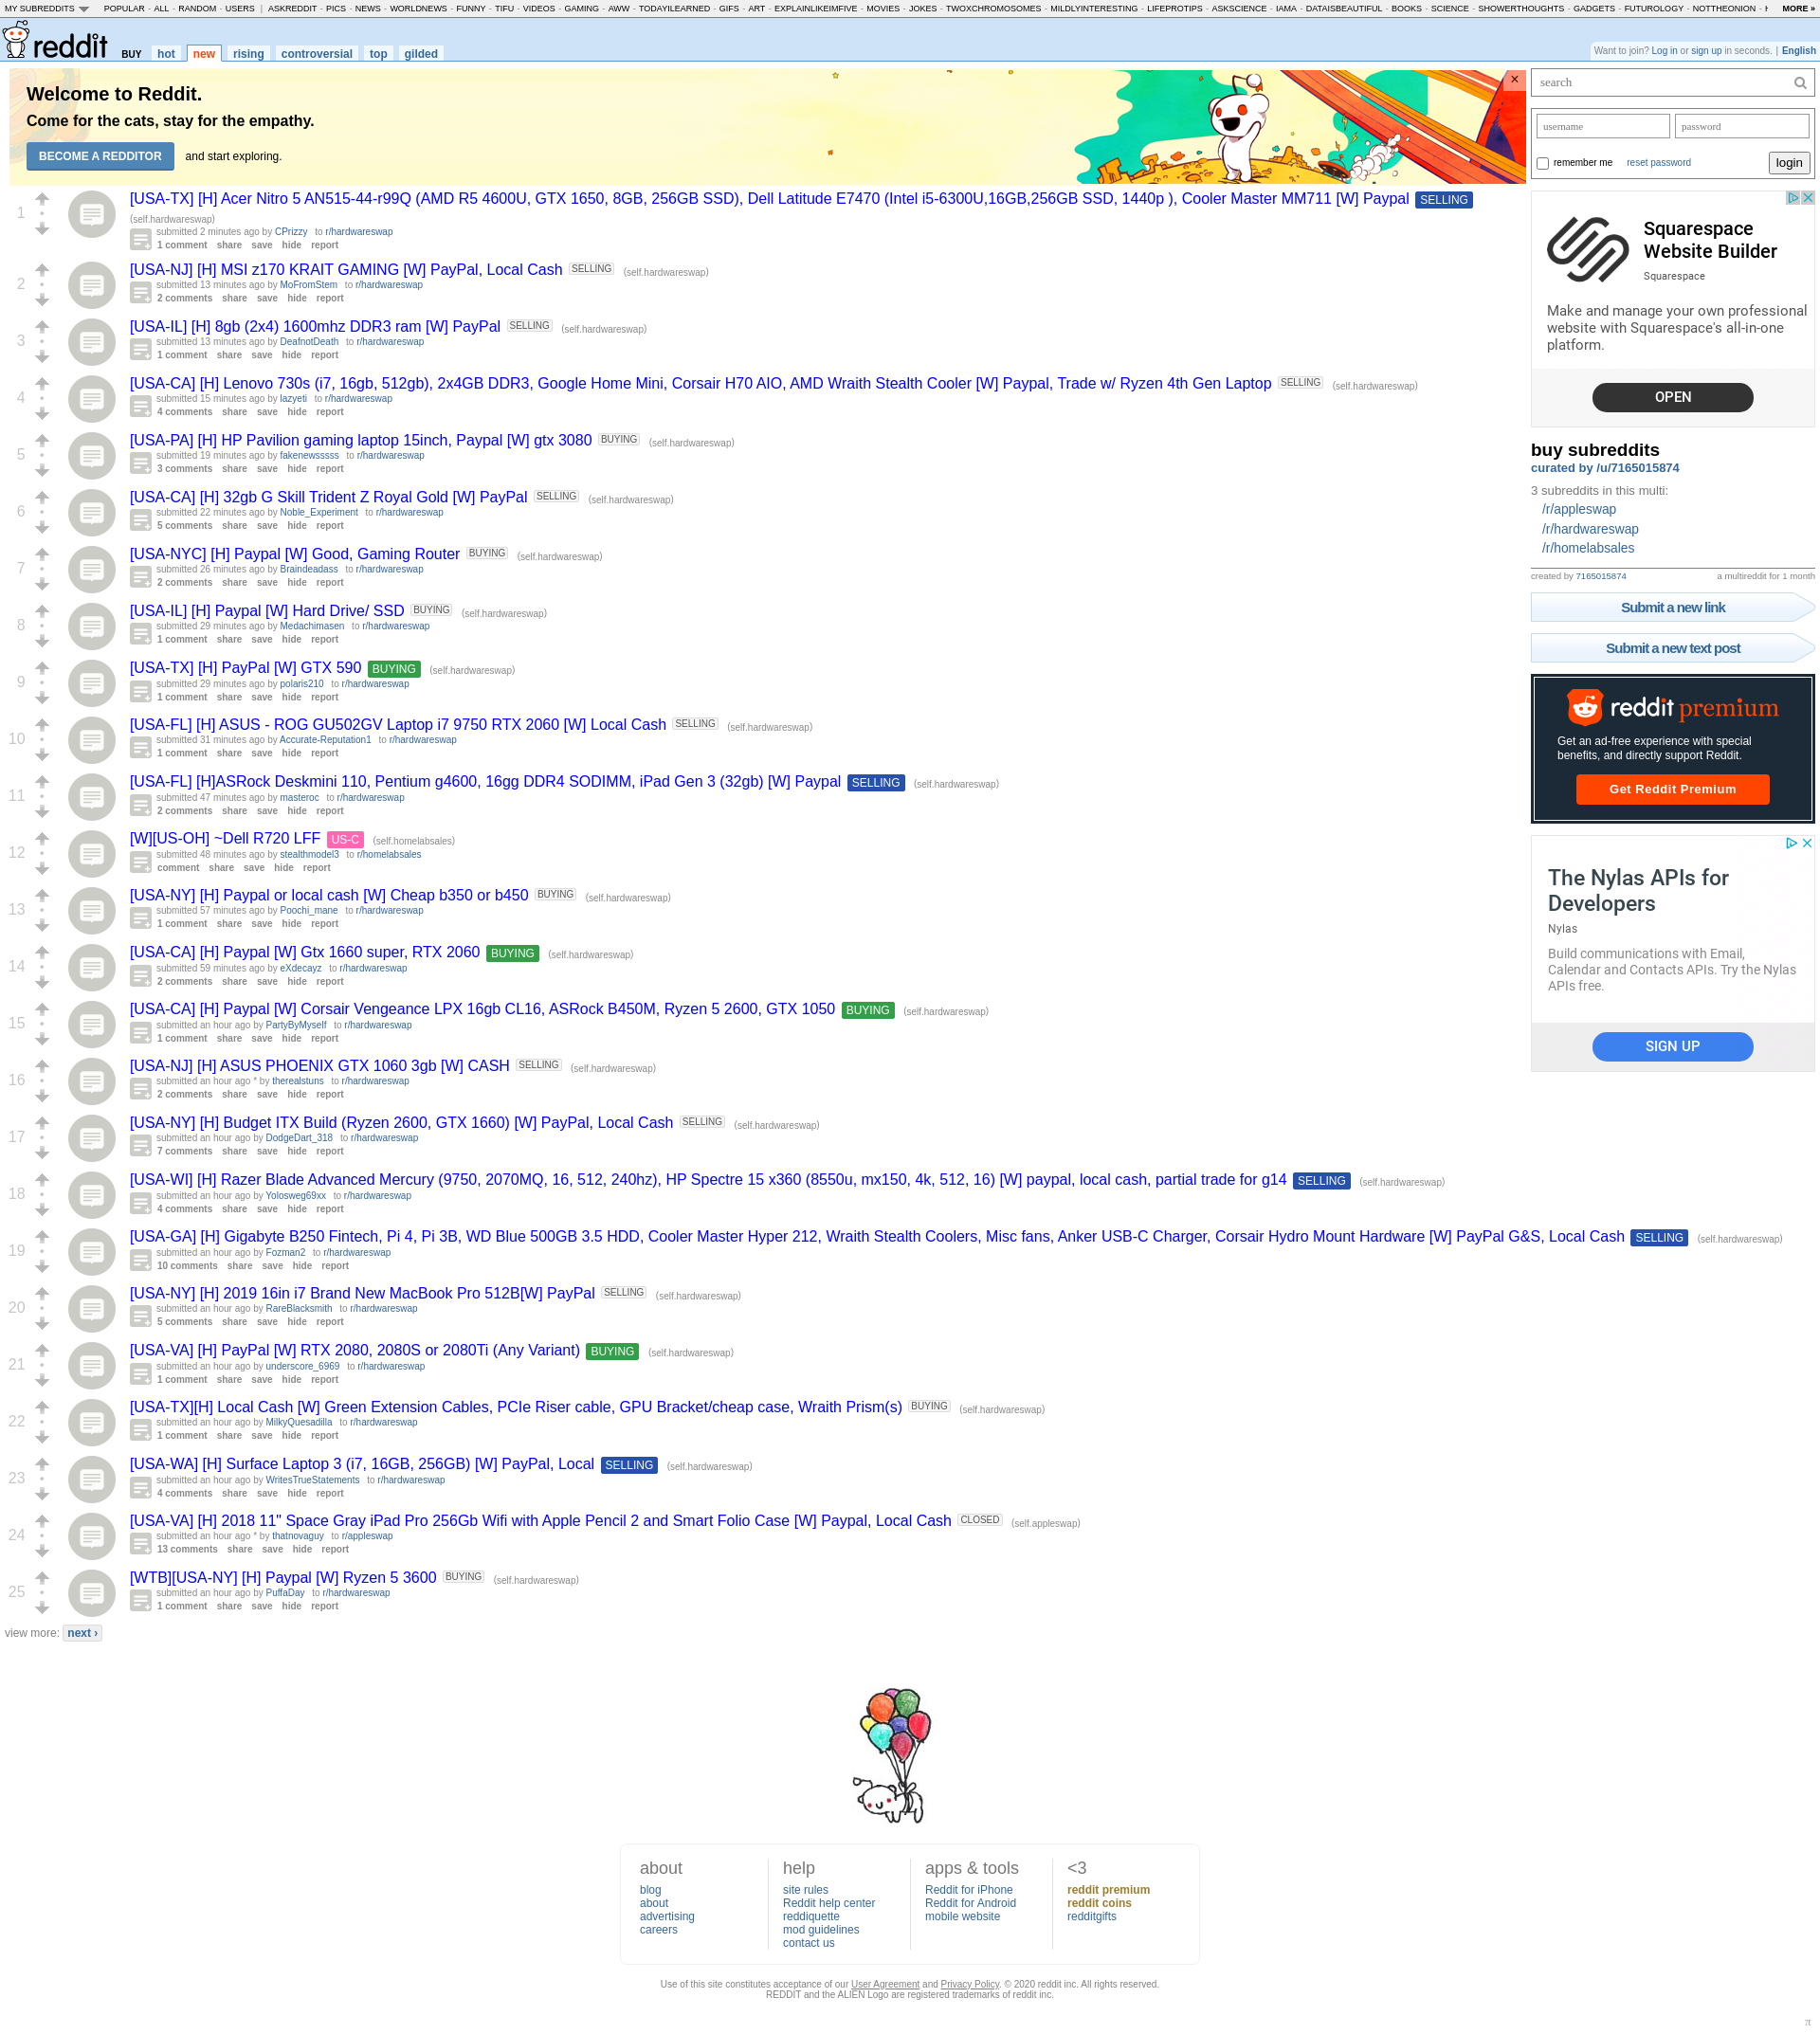 MY SUBREDDITS POPULAR - ALL - RANDOM - USERS | ASKREDDIT - PICS - NEWS - WORLDNEWS - FUNNY - TIFU - VIDEOS - GAMING - AWW - TODAYILEARNED - GIFS - ART - EXPLAINLIKEIMFIVE - MOVIES - JOKES - TWOXCHROMOSOMES - MILDLYINTERESTING - LIFEPROTIPS - ASKSCIENCE - IAMA - DATAISBEAUTIFUL - BOOKS - SCIENCE - SHOWERTHOUGHTS - GADGETS - FUTUROLOGY - NOTTHEONION - MORE »
reddit BUY hot new rising controversial top gilded
Want to join? Log in or sign up in seconds. | English
Welcome to Reddit.
Come for the cats, stay for the empathy.
BECOME A REDDITOR and start exploring.
×
1
[USA-TX] [H] Acer Nitro 5 AN515-44-r99Q (AMD R5 4600U, GTX 1650, 8GB, 256GB SSD), Dell Latitude E7470 (Intel i5-6300U,16GB,256GB SSD, 1440p ), Cooler Master MM711 [W] Paypal SELLING
(self.hardwareswap)
submitted 2 minutes ago by CPrizzy to r/hardwareswap
1 comment share save hide report
2
[USA-NJ] [H] MSI z170 KRAIT GAMING [W] PayPal, Local Cash SELLING (self.hardwareswap)
submitted 13 minutes ago by MoFromStem to r/hardwareswap
2 comments share save hide report
3
[USA-IL] [H] 8gb (2x4) 1600mhz DDR3 ram [W] PayPal SELLING (self.hardwareswap)
submitted 13 minutes ago by DeafnotDeath to r/hardwareswap
1 comment share save hide report
4
[USA-CA] [H] Lenovo 730s (i7, 16gb, 512gb), 2x4GB DDR3, Google Home Mini, Corsair H70 AIO, AMD Wraith Stealth Cooler [W] Paypal, Trade w/ Ryzen 4th Gen Laptop SELLING (self.hardwareswap)
submitted 15 minutes ago by lazyeti to r/hardwareswap
4 comments share save hide report
5
[USA-PA] [H] HP Pavilion gaming laptop 15inch, Paypal [W] gtx 3080 BUYING (self.hardwareswap)
submitted 19 minutes ago by fakenewsssss to r/hardwareswap
3 comments share save hide report
6
[USA-CA] [H] 32gb G Skill Trident Z Royal Gold [W] PayPal SELLING (self.hardwareswap)
submitted 22 minutes ago by Noble_Experiment to r/hardwareswap
5 comments share save hide report
7
[USA-NYC] [H] Paypal [W] Good, Gaming Router BUYING (self.hardwareswap)
submitted 26 minutes ago by Braindeadass to r/hardwareswap
2 comments share save hide report
8
[USA-IL] [H] Paypal [W] Hard Drive/ SSD BUYING (self.hardwareswap)
submitted 29 minutes ago by Medachimasen to r/hardwareswap
1 comment share save hide report
9
[USA-TX] [H] PayPal [W] GTX 590 BUYING (self.hardwareswap)
submitted 29 minutes ago by polaris210 to r/hardwareswap
1 comment share save hide report
10
[USA-FL] [H] ASUS - ROG GU502GV Laptop i7 9750 RTX 2060 [W] Local Cash SELLING (self.hardwareswap)
submitted 31 minutes ago by Accurate-Reputation1 to r/hardwareswap
1 comment share save hide report
11
[USA-FL] [H]ASRock Deskmini 110, Pentium g4600, 16gg DDR4 SODIMM, iPad Gen 3 (32gb) [W] Paypal SELLING (self.hardwareswap)
submitted 47 minutes ago by masteroc to r/hardwareswap
2 comments share save hide report
12
[W][US-OH] ~Dell R720 LFF US-C (self.homelabsales)
submitted 48 minutes ago by stealthmodel3 to r/homelabsales
comment share save hide report
13
[USA-NY] [H] Paypal or local cash [W] Cheap b350 or b450 BUYING (self.hardwareswap)
submitted 57 minutes ago by Poochi_mane to r/hardwareswap
1 comment share save hide report
14
[USA-CA] [H] Paypal [W] Gtx 1660 super, RTX 2060 BUYING (self.hardwareswap)
submitted 59 minutes ago by eXdecayz to r/hardwareswap
2 comments share save hide report
15
[USA-CA] [H] Paypal [W] Corsair Vengeance LPX 16gb CL16, ASRock B450M, Ryzen 5 2600, GTX 1050 BUYING (self.hardwareswap)
submitted an hour ago by PartyByMyself to r/hardwareswap
1 comment share save hide report
16
[USA-NJ] [H] ASUS PHOENIX GTX 1060 3gb [W] CASH SELLING (self.hardwareswap)
submitted an hour ago * by therealstuns to r/hardwareswap
2 comments share save hide report
17
[USA-NY] [H] Budget ITX Build (Ryzen 2600, GTX 1660) [W] PayPal, Local Cash SELLING (self.hardwareswap)
submitted an hour ago by DodgeDart_318 to r/hardwareswap
7 comments share save hide report
18
[USA-WI] [H] Razer Blade Advanced Mercury (9750, 2070MQ, 16, 512, 240hz), HP Spectre 15 x360 (8550u, mx150, 4k, 512, 16) [W] paypal, local cash, partial trade for g14 SELLING (self.hardwareswap)
submitted an hour ago by Yolosweg69xx to r/hardwareswap
4 comments share save hide report
19
[USA-GA] [H] Gigabyte B250 Fintech, Pi 4, Pi 3B, WD Blue 500GB 3.5 HDD, Cooler Master Hyper 212, Wraith Stealth Coolers, Misc fans, Anker USB-C Charger, Corsair Hydro Mount Hardware [W] PayPal G&S, Local Cash SELLING (self.hardwareswap)
submitted an hour ago by Fozman2 to r/hardwareswap
10 comments share save hide report
20
[USA-NY] [H] 2019 16in i7 Brand New MacBook Pro 512B[W] PayPal SELLING (self.hardwareswap)
submitted an hour ago by RareBlacksmith to r/hardwareswap
5 comments share save hide report
21
[USA-VA] [H] PayPal [W] RTX 2080, 2080S or 2080Ti (Any Variant) BUYING (self.hardwareswap)
submitted an hour ago by underscore_6969 to r/hardwareswap
1 comment share save hide report
22
[USA-TX][H] Local Cash [W] Green Extension Cables, PCIe Riser cable, GPU Bracket/cheap case, Wraith Prism(s) BUYING (self.hardwareswap)
submitted an hour ago by MilkyQuesadilla to r/hardwareswap
1 comment share save hide report
23
[USA-WA] [H] Surface Laptop 3 (i7, 16GB, 256GB) [W] PayPal, Local SELLING (self.hardwareswap)
submitted an hour ago by WritesTrueStatements to r/hardwareswap
4 comments share save hide report
24
[USA-VA] [H] 2018 11" Space Gray iPad Pro 256Gb Wifi with Apple Pencil 2 and Smart Folio Case [W] Paypal, Local Cash CLOSED (self.appleswap)
submitted an hour ago * by thatnovaguy to r/appleswap
13 comments share save hide report
25
[WTB][USA-NY] [H] Paypal [W] Ryzen 5 3600 BUYING (self.hardwareswap)
submitted an hour ago by PuffaDay to r/hardwareswap
1 comment share save hide report
view more: next ›
search
username password
remember me reset password login
Squarespace
Website Builder
Squarespace
Make and manage your own professional
website with Squarespace's all-in-one
platform.
OPEN
buy subreddits
curated by /u/7165015874
3 subreddits in this multi:
/r/appleswap
/r/hardwareswap
/r/homelabsales
created by 7165015874 a multireddit for 1 month
Submit a new link
Submit a new text post
reddit premium
Get an ad-free experience with special
benefits, and directly support Reddit.
Get Reddit Premium
The Nylas APIs for
Developers
Nylas
Build communications with Email,
Calendar and Contacts APIs. Try the Nylas
APIs free.
SIGN UP
about
blog
about
advertising
careers
help
site rules
Reddit help center
reddiquette
mod guidelines
contact us
apps & tools
Reddit for iPhone
Reddit for Android
mobile website
<3
reddit premium
reddit coins
redditgifts
Use of this site constitutes acceptance of our User Agreement and Privacy Policy. © 2020 reddit inc. All rights reserved.
REDDIT and the ALIEN Logo are registered trademarks of reddit inc.
π